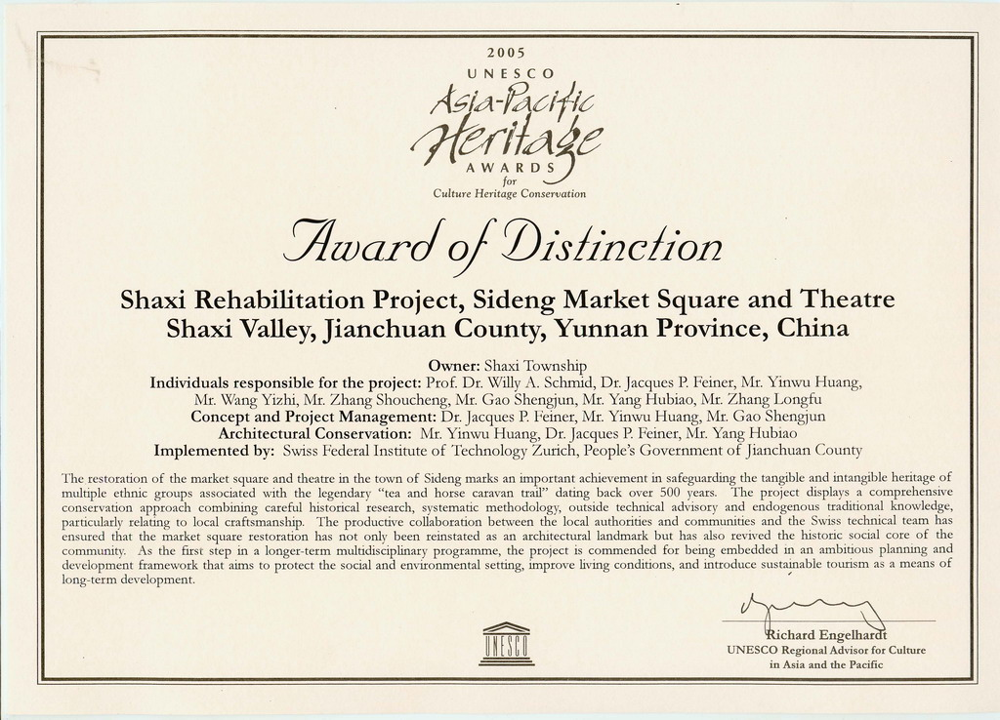 2005
UNESCO
Asia-Pacific
Heritage
AWARDS
for
Culture Heritage Conservation
Award of Distinction
Shaxi Rehabilitation Project, Sideng Market Square and Theatre
Shaxi Valley, Jianchuan County, Yunnan Province, China
Owner: Shaxi Township
Individuals responsible for the project: Prof. Dr. Willy A. Schmid, Dr. Jacques P. Feiner, Mr. Yinwu Huang,
Mr. Wang Yizhi, Mr. Zhang Shoucheng, Mr. Gao Shengjun, Mr. Yang Hubiao, Mr. Zhang Longfu
Concept and Project Management: Dr. Jacques P. Feiner, Mr. Yinwu Huang, Mr. Gao Shengjun
Architectural Conservation: Mr. Yinwu Huang, Dr. Jacques P. Feiner, Mr. Yang Hubiao
Implemented by: Swiss Federal Institute of Technology Zurich, People's Government of Jianchuan County
The restoration of the market square and theatre in the town of Sideng marks an important achievement in safeguarding the tangible and intangible heritage of
multiple ethnic groups associated with the legendary "tea and horse caravan trail" dating back over 500 years. The project displays a comprehensive
conservation approach combining careful historical research, systematic methodology, outside technical advisory and endogenous traditional knowledge,
particularly relating to local craftsmanship. The productive collaboration between the local authorities and communities and the Swiss technical team has
ensured that the market square restoration has not only been reinstated as an architectural landmark but has also revived the historic social core of the
community. As the first step in a longer-term multidisciplinary programme, the project is commended for being embedded in an ambitious planning and
development framework that aims to protect the social and environmental setting, improve living conditions, and introduce sustainable tourism as a means of
long-term development.
UNESCO
Richard Engelhardt
UNESCO Regional Advisor for Culture
in Asia and the Pacific